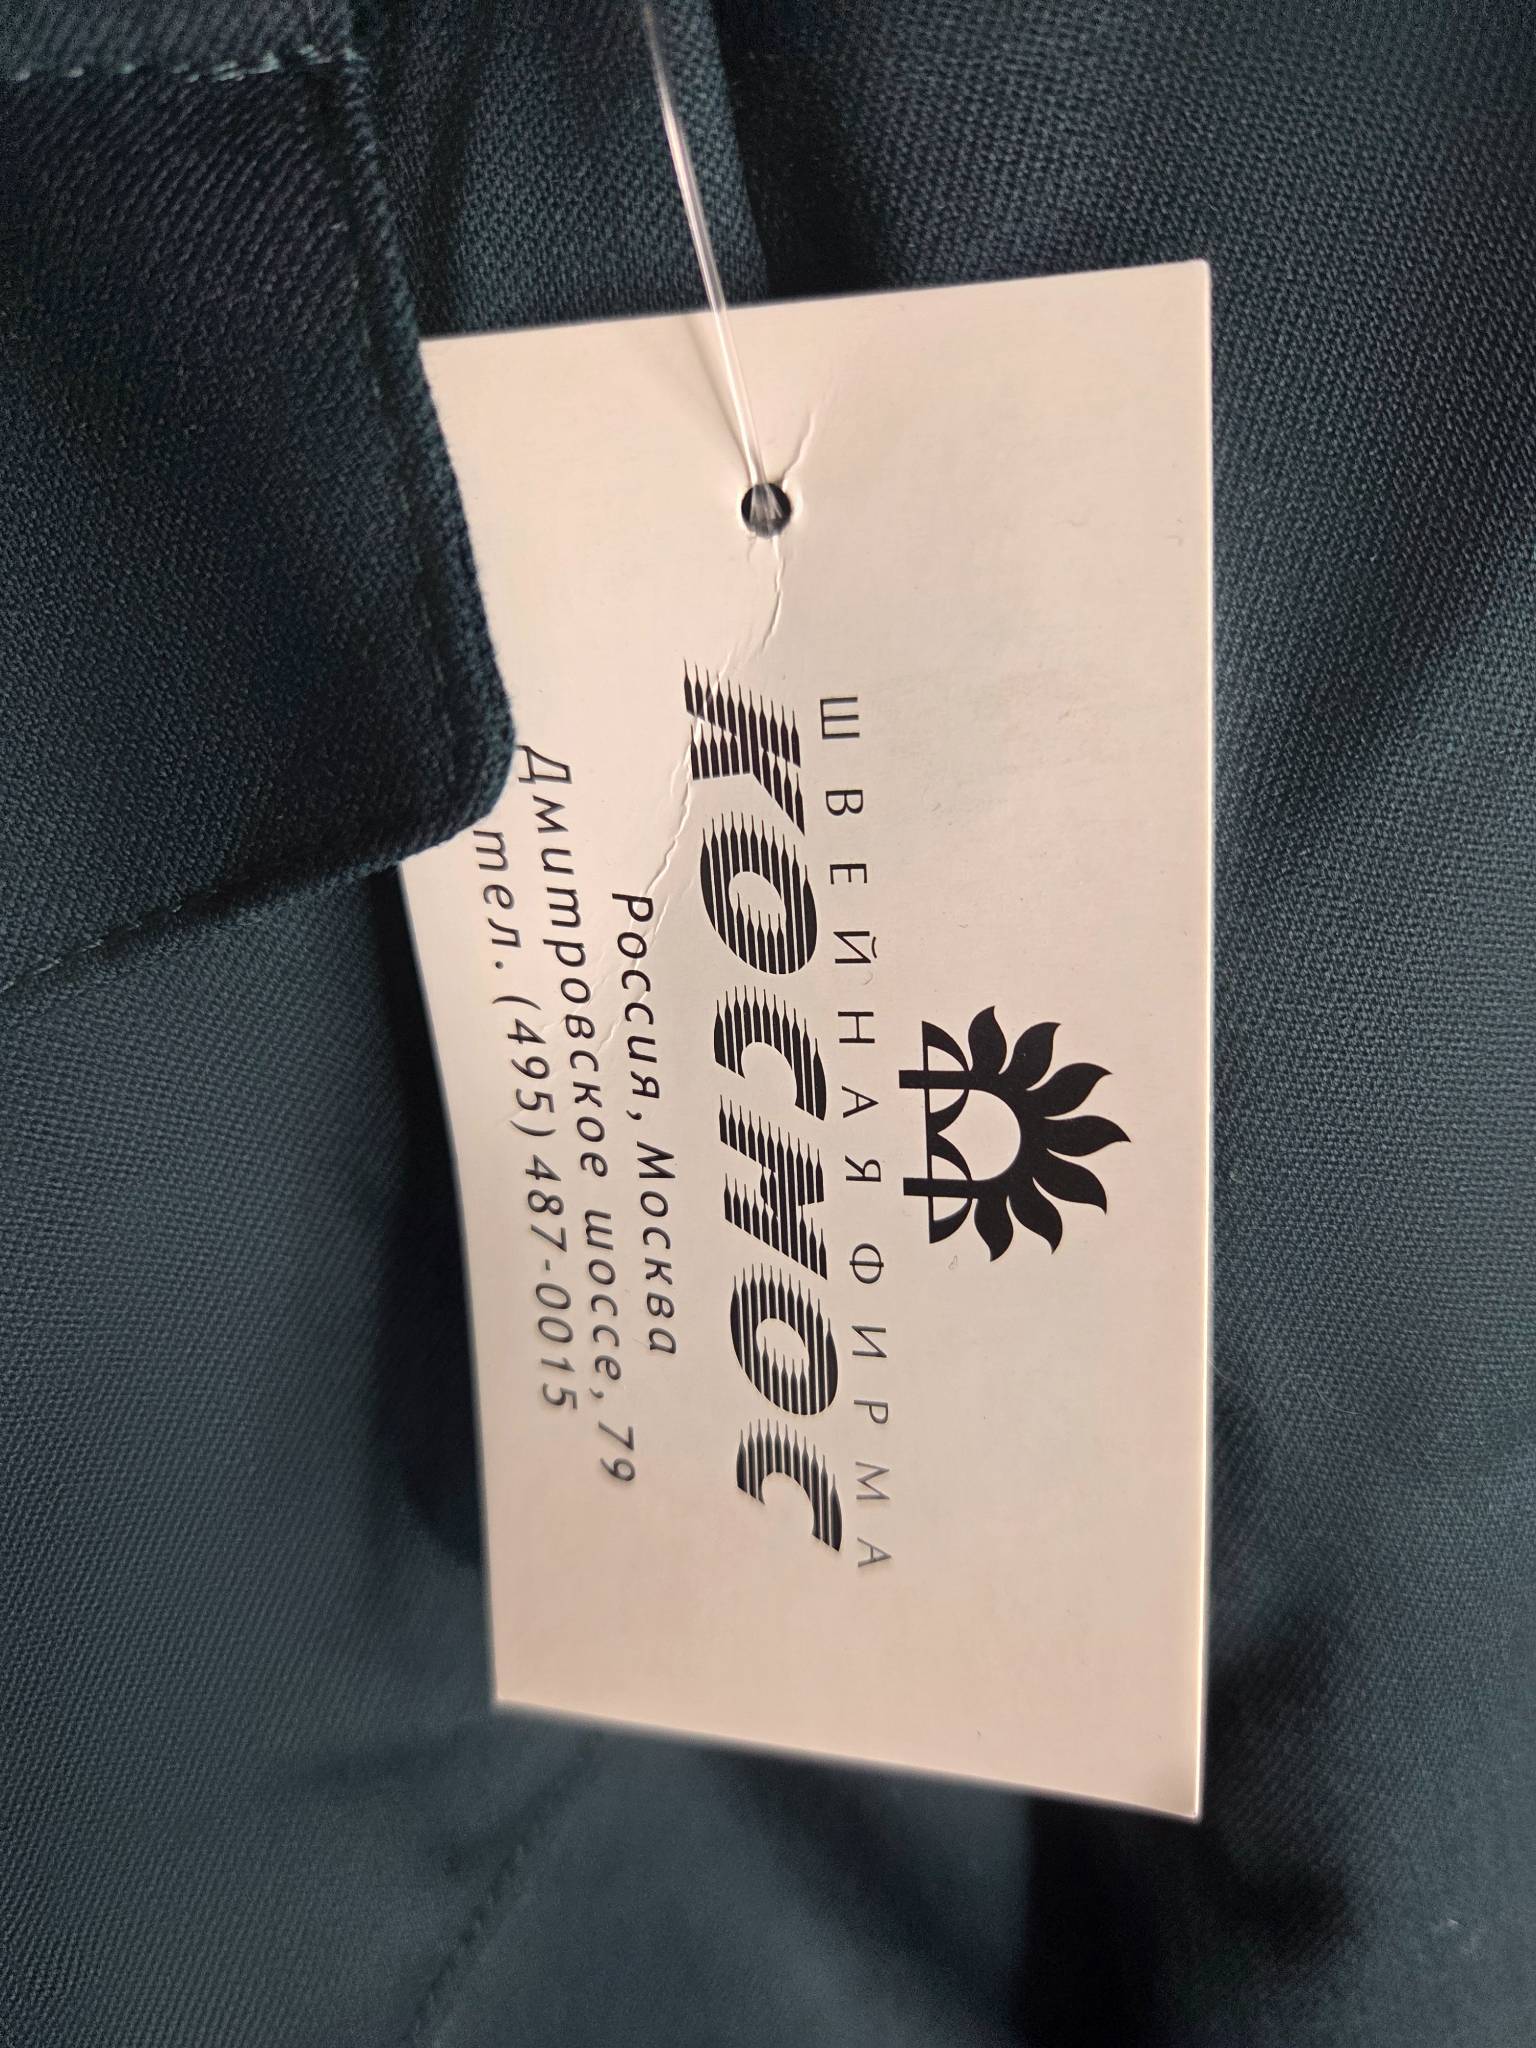 ШВЕЙНАЯ ФИРМА
КОСМОС
Россия, Москва
Дмитровское шоссе, 79
тел. (495) 487-0015